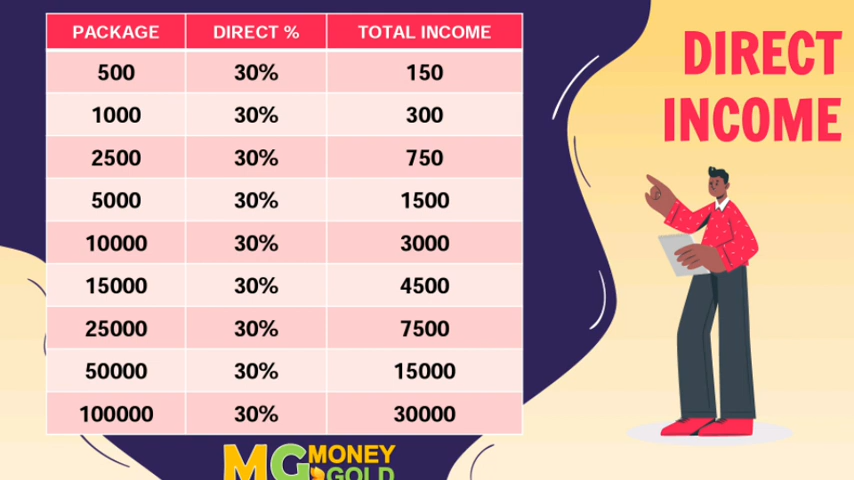 PACKAGE DIRECT % TOTAL INCOME
500 30% 150
1000 30% 300
2500 30% 750
5000 30% 1500
10000 30% 3000
15000 30% 4500
25000 30% 7500
50000 30% 15000
100000 30% 30000
DIRECT
INCOME
MG MONEY
GOLD